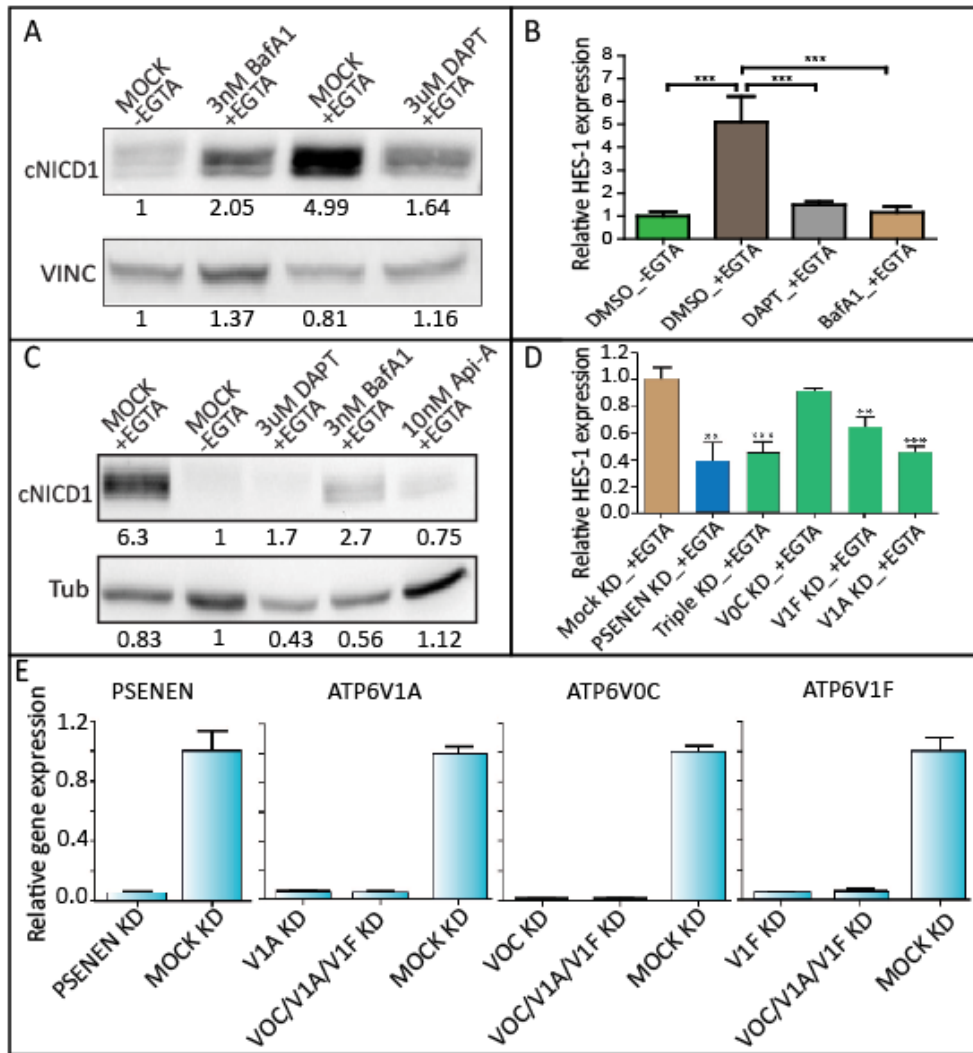 A
MOCK -EGTA
3nM BafA1 +EGTA
MOCK +EGTA
3uM DAPT +EGTA
cNICD1
1 2.05 4.99 1.64
VINC
1 1.37 0.81 1.16
B
Relative HES-1 expression
8
7
6
5
4
3
2
1
0
***
***
***
DMSO_-EGTA
DMSO_+EGTA
DAPT_+EGTA
BafA1_+EGTA
C
MOCK +EGTA
MOCK -EGTA
3uM DAPT +EGTA
3nM BafA1 +EGTA
10nM Api-A +EGTA
cNICD1
6.3 1 1.7 2.7 0.75
Tub
0.83 1 0.43 0.56 1.12
D
Relative HES-1 expression
1.2
1.0
0.8
0.6
0.4
0.2
0.0
** *** ** ***
Mock KD_+EGTA
PSENEN KD_+EGTA
Triple KD_+EGTA
V0C KD_+EGTA
V1F KD_+EGTA
V1A KD_+EGTA
E
PSENEN
ATP6V1A
ATP6V0C
ATP6V1F
Relative gene expression
1.2
0.8
0.4
0.0
PSENEN KD
MOCK KD
V1A KD
VOC/V1A/V1F KD
MOCK KD
VOC KD
VOC/V1A/V1F KD
MOCK KD
V1F KD
VOC/V1A/V1F KD
MOCK KD